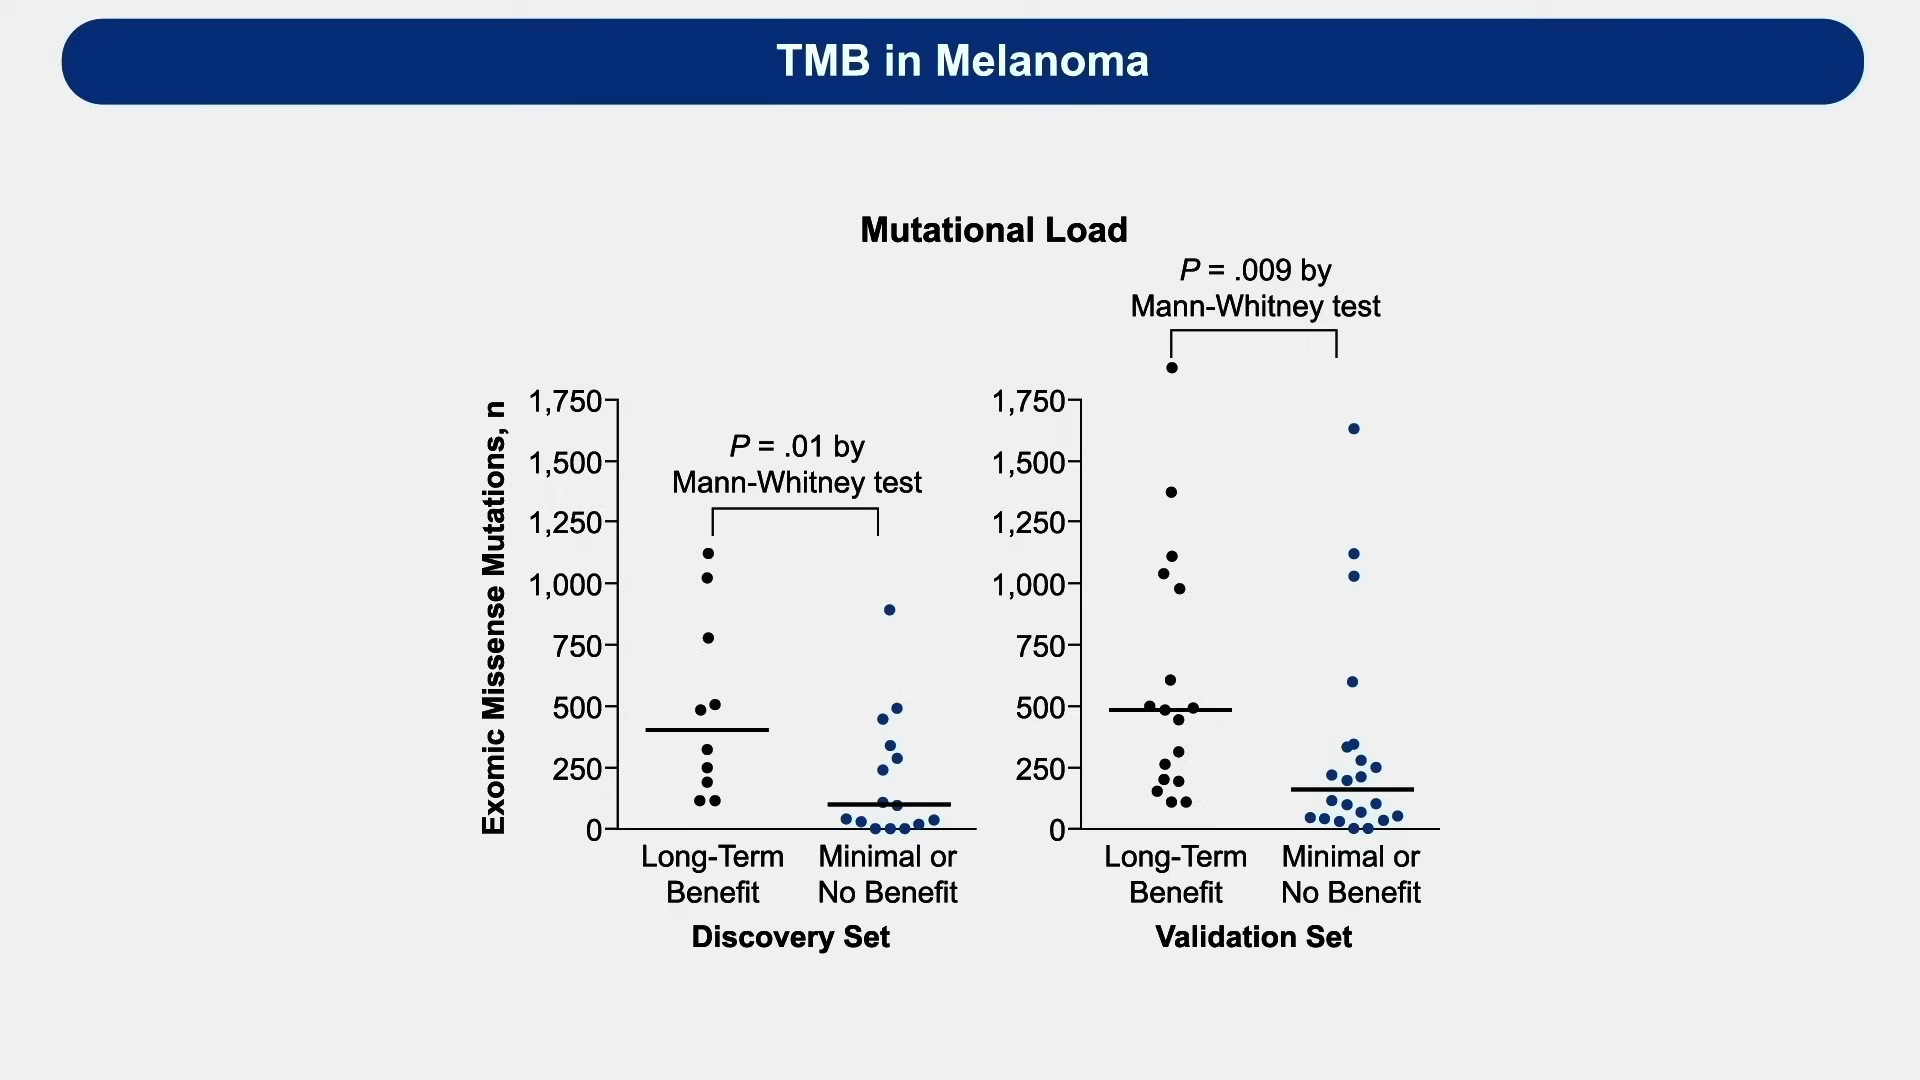 TMB in Melanoma
Mutational Load
P = .009 by
Mann-Whitney test
Exomic Missense Mutations, n
1,750
1,500
1,250
1,000
750
500
250
0
P = .01 by
Mann-Whitney test
Long-Term
Benefit
Minimal or
No Benefit
Discovery Set
1,750
1,500
1,250
1,000
750
500
250
0
Long-Term
Benefit
Minimal or
No Benefit
Validation Set